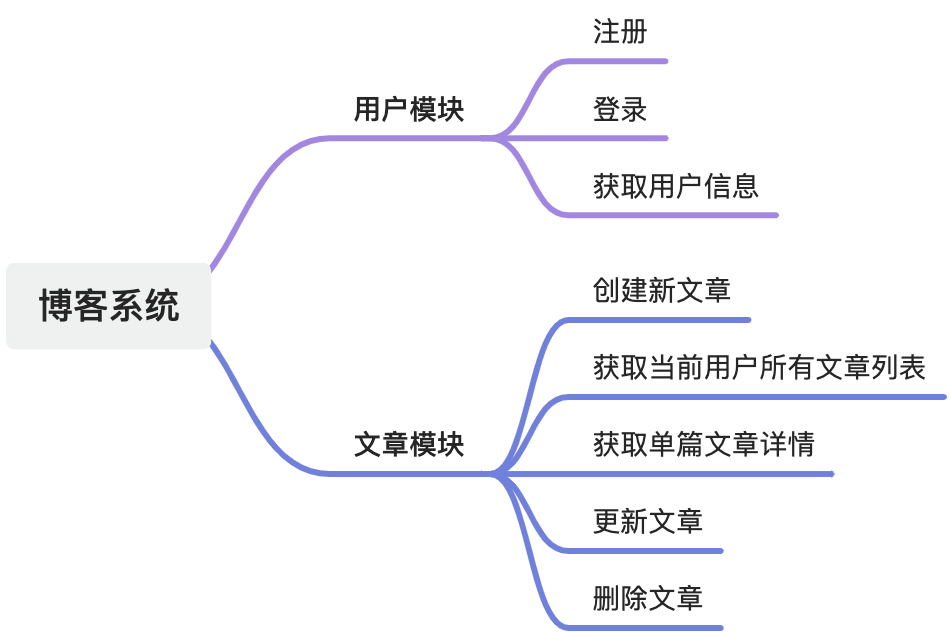 博客系统
用户模块
注册
登录
获取用户信息
文章模块
创建新文章
获取当前用户所有文章列表
获取单篇文章详情
更新文章
删除文章